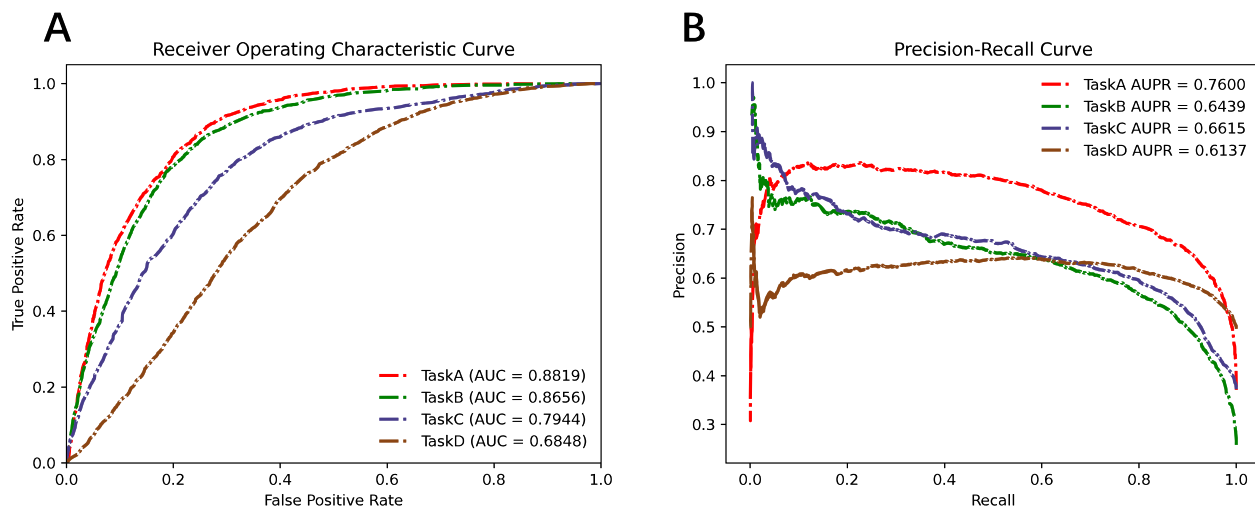 A
Receiver Operating Characteristic Curve
True Positive Rate
1.0
0.8
0.6
0.4
0.2
0.0
TaskA (AUC = 0.8819)
TaskB (AUC = 0.8656)
TaskC (AUC = 0.7944)
TaskD (AUC = 0.6848)
0.0 0.2 0.4 0.6 0.8 1.0
False Positive Rate
B
Precision-Recall Curve
Precision
1.0
0.9
0.8
0.7
0.6
0.5
0.4
0.3
TaskA AUPR = 0.7600
TaskB AUPR = 0.6439
TaskC AUPR = 0.6615
TaskD AUPR = 0.6137
0.0 0.2 0.4 0.6 0.8 1.0
Recall